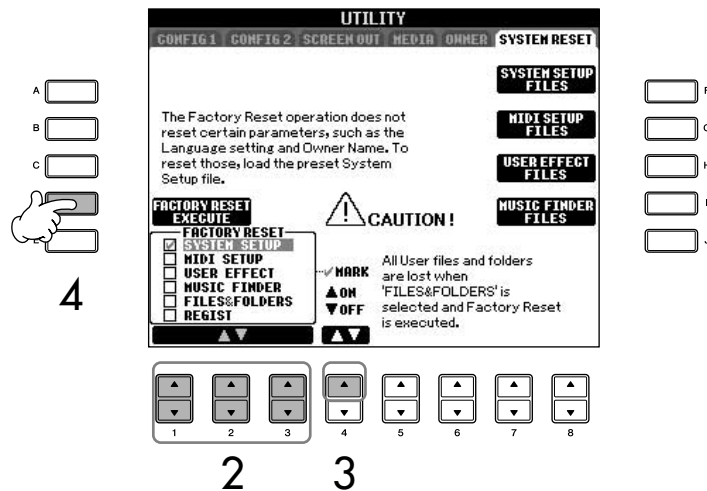 UTILITY
CONFIG 1 CONFIG 2 SCREEN OUT MEDIA OWNER SYSTEM RESET
SYSTEM SETUP
FILES
The Factory Reset operation does not
reset certain parameters, such as the
Language setting and Owner Name. To
reset those, load the preset System
Setup file.
MIDI SETUP
FILES
USER EFFECT
FILES
MUSIC FINDER
FILES
FACTORY RESET
EXECUTE
CAUTION !
FACTORY RESET
SYSTEM SETUP
MIDI SETUP
USER EFFECT
MUSIC FINDER
FILES&FOLDERS
REGIST
MARK
▲ON
▼OFF
All User files and folders
are lost when
'FILES&FOLDERS' is
selected and Factory Reset
is executed.
A
B
C
4
1 2 3 4 5 6 7 8
2 3